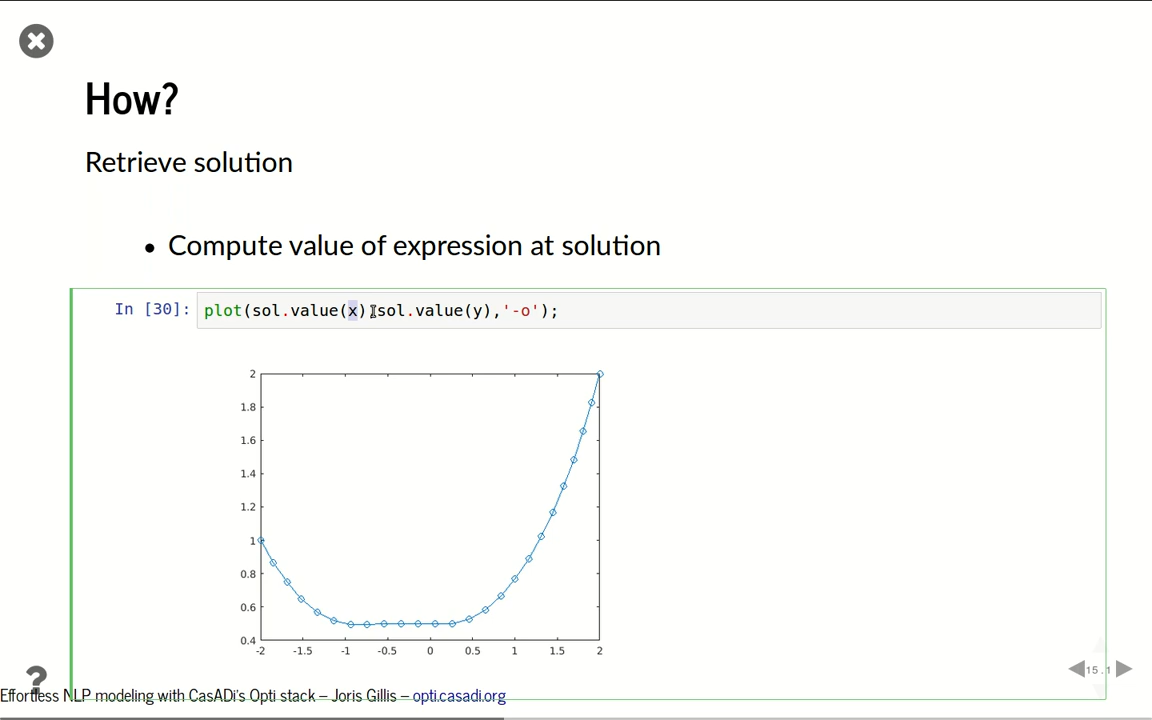 How?
Retrieve solution
• Compute value of expression at solution
In [30]: plot(sol.value(x),sol.value(y),'-o');
2
1.8
1.6
1.4
1.2
1
0.8
0.6
0.4
-2 -1.5 -1 -0.5 0 0.5 1 1.5 2
15.1
?
Effortless NLP modeling with CasADi's Opti stack – Joris Gillis – opti.casadi.org